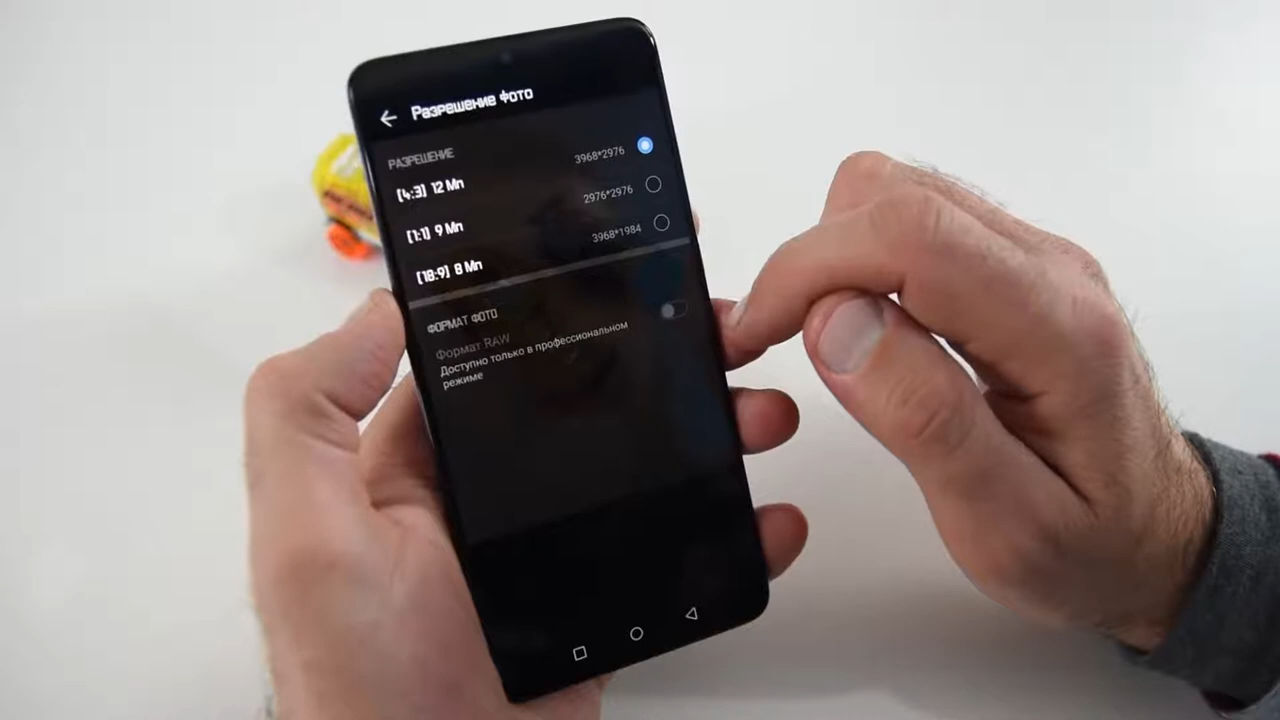 Разрешение фото
РАЗРЕШЕНИЕ
[4:3] 12 Мп 3968*2976
[1:1] 9 Мп 2976*2976
[18:9] 8 Мп 3968*1984
ФОРМАТ ФОТО
Формат RAW
Доступно только в профессиональном
режиме